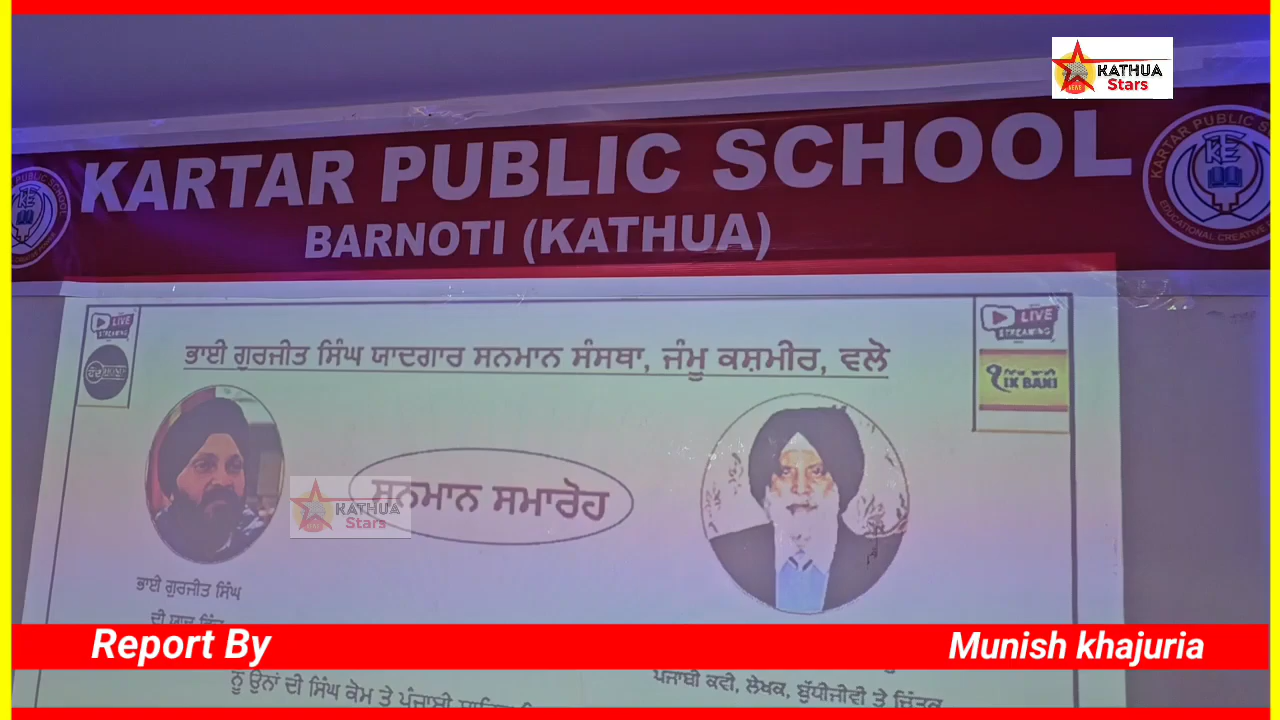 KATHUA
Stars
KARTAR PUBLIC SCHOOL
BARNOTI (KATHUA)
LIVE
STREAMING
LIVE
STREAMING
IK BANI
ਭਾਈ ਗੁਰਜੀਤ ਸਿੰਘ ਯਾਦਗਾਰ ਸਨਮਾਨ ਸੰਸਥਾ, ਜੰਮੂ ਕਸ਼ਮੀਰ, ਵਲੋ
ਸਨਮਾਨ ਸਮਾਰੋਹ
KATHUA
Stars
ਭਾਈ ਗੁਰਜੀਤ ਸਿੰਘ
ਦੀ ਯਾਦ ਵਿੱਚ
Report By Munish khajuria
ਨੂੰ ਉਨਾਂ ਦੀ ਸਿੰਘ ਕੋਮ ਤੇ ਪੰਜਾਬੀ
ਪੰਜਾਬੀ ਕਵੀ, ਲੇਖਕ, ਬੁੱਧੀਜੀਵੀ ਤੇ ਚਿੰਤਕ